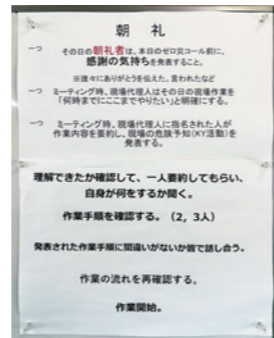 朝 礼
一つ その日の朝礼者は、本日のゼロ災コール前に、
感謝の気持ちを発表すること。
※誰々にありがとうを伝えた、言われたなど
一つ ミーティング時、現場代理人はその日の現場作業を
「何時までにここまでやりたい」と明確にする。
一つ ミーティング時、現場代理人に指名された人が
作業内容を要約し、現場の危険予知(KY活動)を
発表する。
理解できたか確認して、一人要約してもらい、
自身が何をするか聞く。
作業手順を確認する。(2, 3人)
発表された作業手順に間違いがないか皆で話し合う。
作業の流れを再確認する。
作業開始。